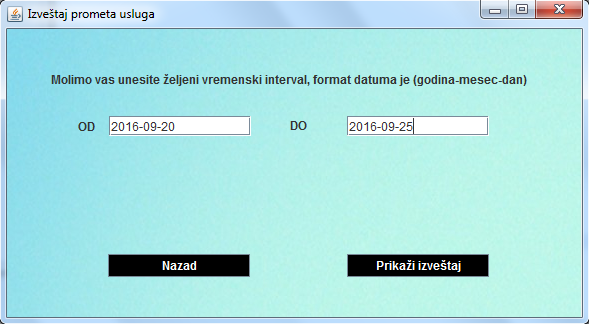 Izveštaj prometa usluga
Molimo vas unesite željeni vremenski interval, format datuma je (godina-mesec-dan)
OD 2016-09-20 DO 2016-09-25
Nazad Prikaži izveštaj